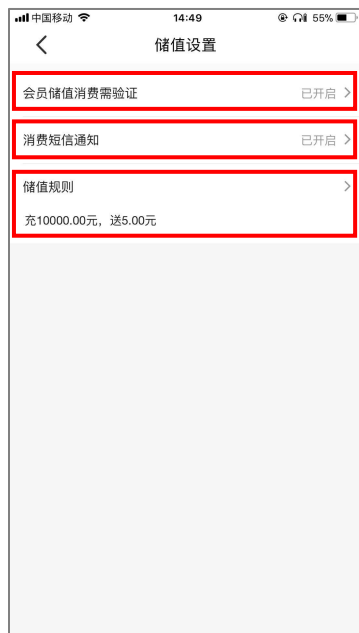 中国移动 14:49 55%
储值设置
会员储值消费需验证 已开启
消费短信通知 已开启
储值规则
充10000.00元，送5.00元